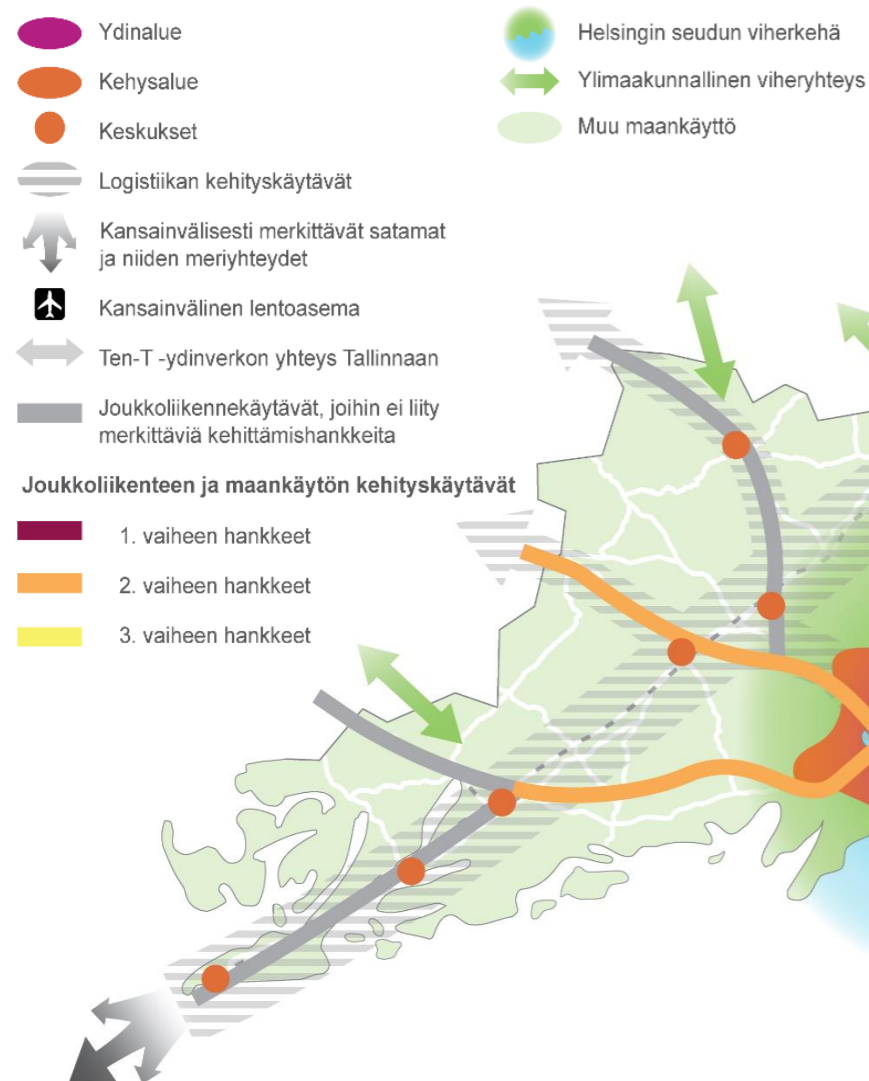 Ydinalue
Kehysalue
Keskukset
Logistiikan kehityskäytävät
Kansainvälisesti merkittävät satamat
ja niiden meriyhteydet
Kansainvälinen lentoasema
Ten-T -ydinverkon yhteys Tallinnaan
Joukkoliikennekäytävät, joihin ei liity
merkittäviä kehittämishankkeita
Joukkoliikenteen ja maankäytön kehityskäytävät
1. vaiheen hankkeet
2. vaiheen hankkeet
3. vaiheen hankkeet
Helsingin seudun viherkehä
Ylimaakunnallinen viheryhteys
Muu maankäyttö